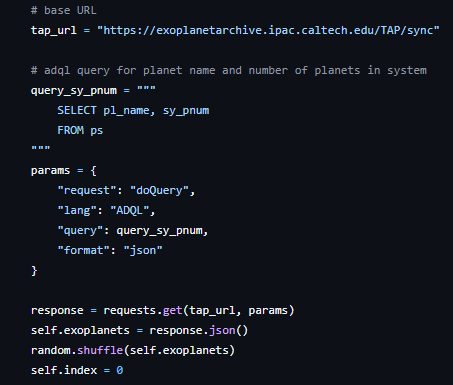 # base URL
tap_url = "https://exoplanetarchive.ipac.caltech.edu/TAP/sync"
# adql query for planet name and number of planets in system
query_sy_pnum = """
SELECT pl_name, sy_pnum
FROM ps
"""
params = {
"request": "doQuery",
"lang": "ADQL",
"query": query_sy_pnum,
"format": "json"
}
response = requests.get(tap_url, params)
self.exoplanets = response.json()
random.shuffle(self.exoplanets)
self.index = 0